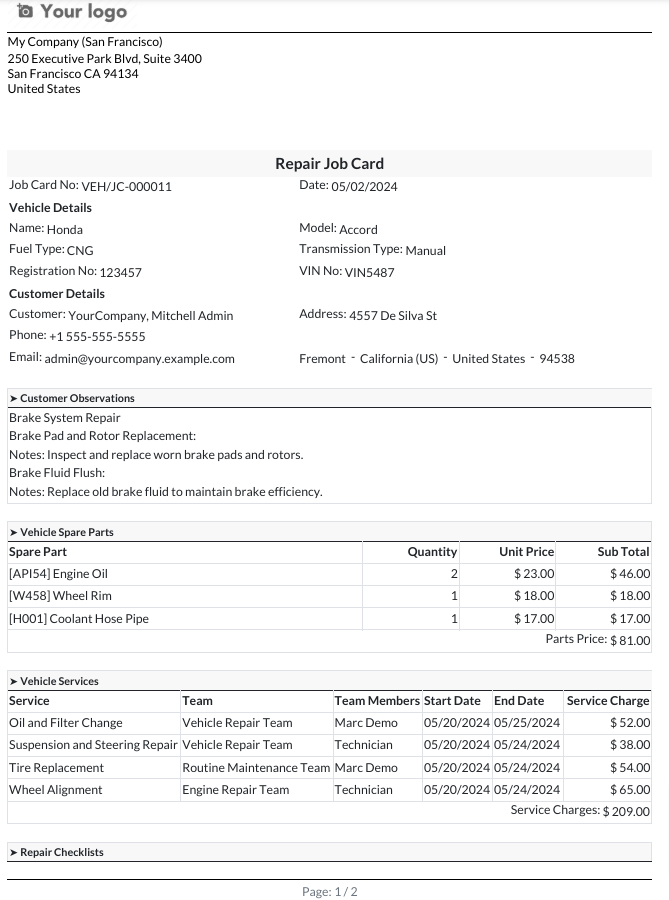 Your logo
My Company (San Francisco)
250 Executive Park Blvd, Suite 3400
San Francisco CA 94134
United States
Repair Job Card
Job Card No: VEH/JC-000011 Date: 05/02/2024
Vehicle Details
Name: Honda Model: Accord
Fuel Type: CNG Transmission Type: Manual
Registration No: 123457 VIN No: VIN5487
Customer Details
Customer: YourCompany, Mitchell Admin Address: 4557 De Silva St
Phone: +1 555-555-5555
Email: admin@yourcompany.example.com Fremont - California (US) - United States - 94538
➤ Customer Observations
Brake System Repair
Brake Pad and Rotor Replacement:
Notes: Inspect and replace worn brake pads and rotors.
Brake Fluid Flush:
Notes: Replace old brake fluid to maintain brake efficiency.
➤ Vehicle Spare Parts
Spare Part Quantity Unit Price Sub Total
[API54] Engine Oil 2 $ 23.00 $ 46.00
[W458] Wheel Rim 1 $ 18.00 $ 18.00
[H001] Coolant Hose Pipe 1 $ 17.00 $ 17.00
Parts Price: $ 81.00
➤ Vehicle Services
Service Team Team Members Start Date End Date Service Charge
Oil and Filter Change Vehicle Repair Team Marc Demo 05/20/2024 05/25/2024 $ 52.00
Suspension and Steering Repair Vehicle Repair Team Technician 05/20/2024 05/24/2024 $ 38.00
Tire Replacement Routine Maintenance Team Marc Demo 05/20/2024 05/24/2024 $ 54.00
Wheel Alignment Engine Repair Team Technician 05/20/2024 05/24/2024 $ 65.00
Service Charges: $ 209.00
➤ Repair Checklists
Page: 1 / 2